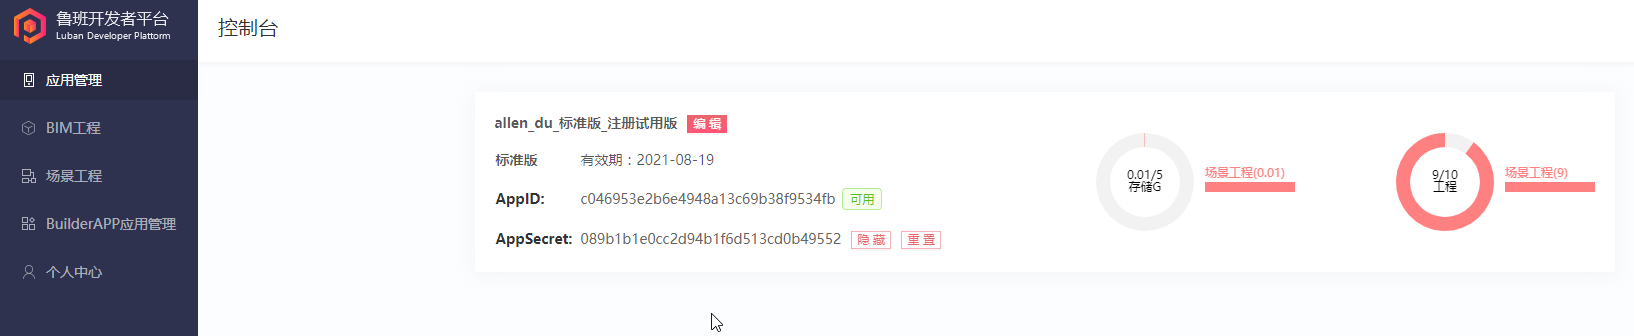 鲁班开发者平台
Luban Developer Plattorm
控制台
应用管理
BIM工程
场景工程
BuilderAPP应用管理
个人中心
allen_du_标准版_注册试用版 编辑
标准版 有效期：2021-08-19
AppID: c046953e2b6e4948a13c69b38f9534fb 可用
AppSecret: 089b1b1e0cc2d94b1f6d513cd0b49552 隐藏 重置
0.01/5
存储G
场景工程(0.01)
9/10
工程
场景工程(9)